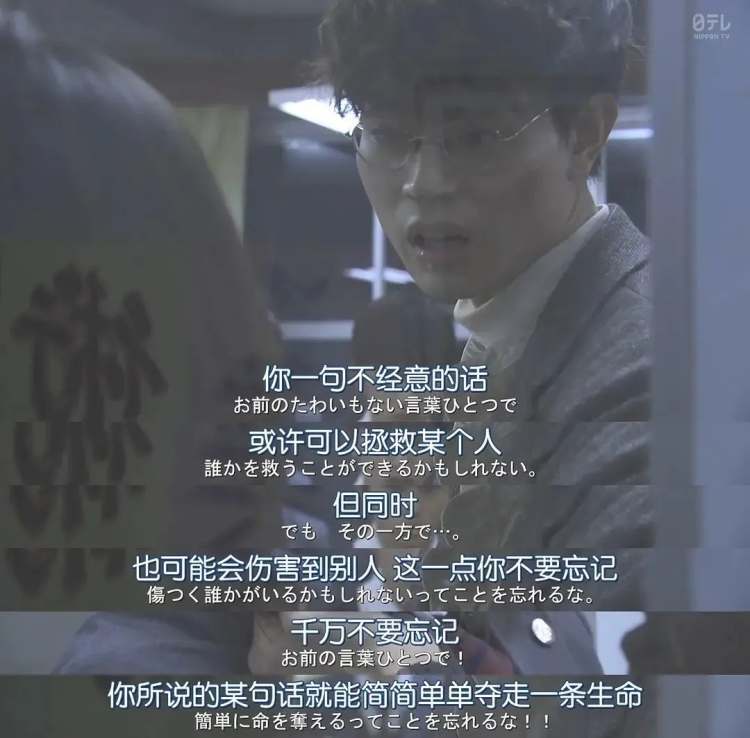 日テレ
NIPPON TV
你一句不经意的话
お前のたわいもない言葉ひとつで
或许可以拯救某个人
誰かを救うことができるかもしれない。
但同时
でも その一方で…。
也可能会伤害到别人 这一点你不要忘记
傷つく誰かがいるかもしれないってことを忘れるな。
千万不要忘记
お前の言葉ひとつで!
你所说的某句话就能简简单单夺走一条生命
簡単に命を奪えるってことを忘れるな!!